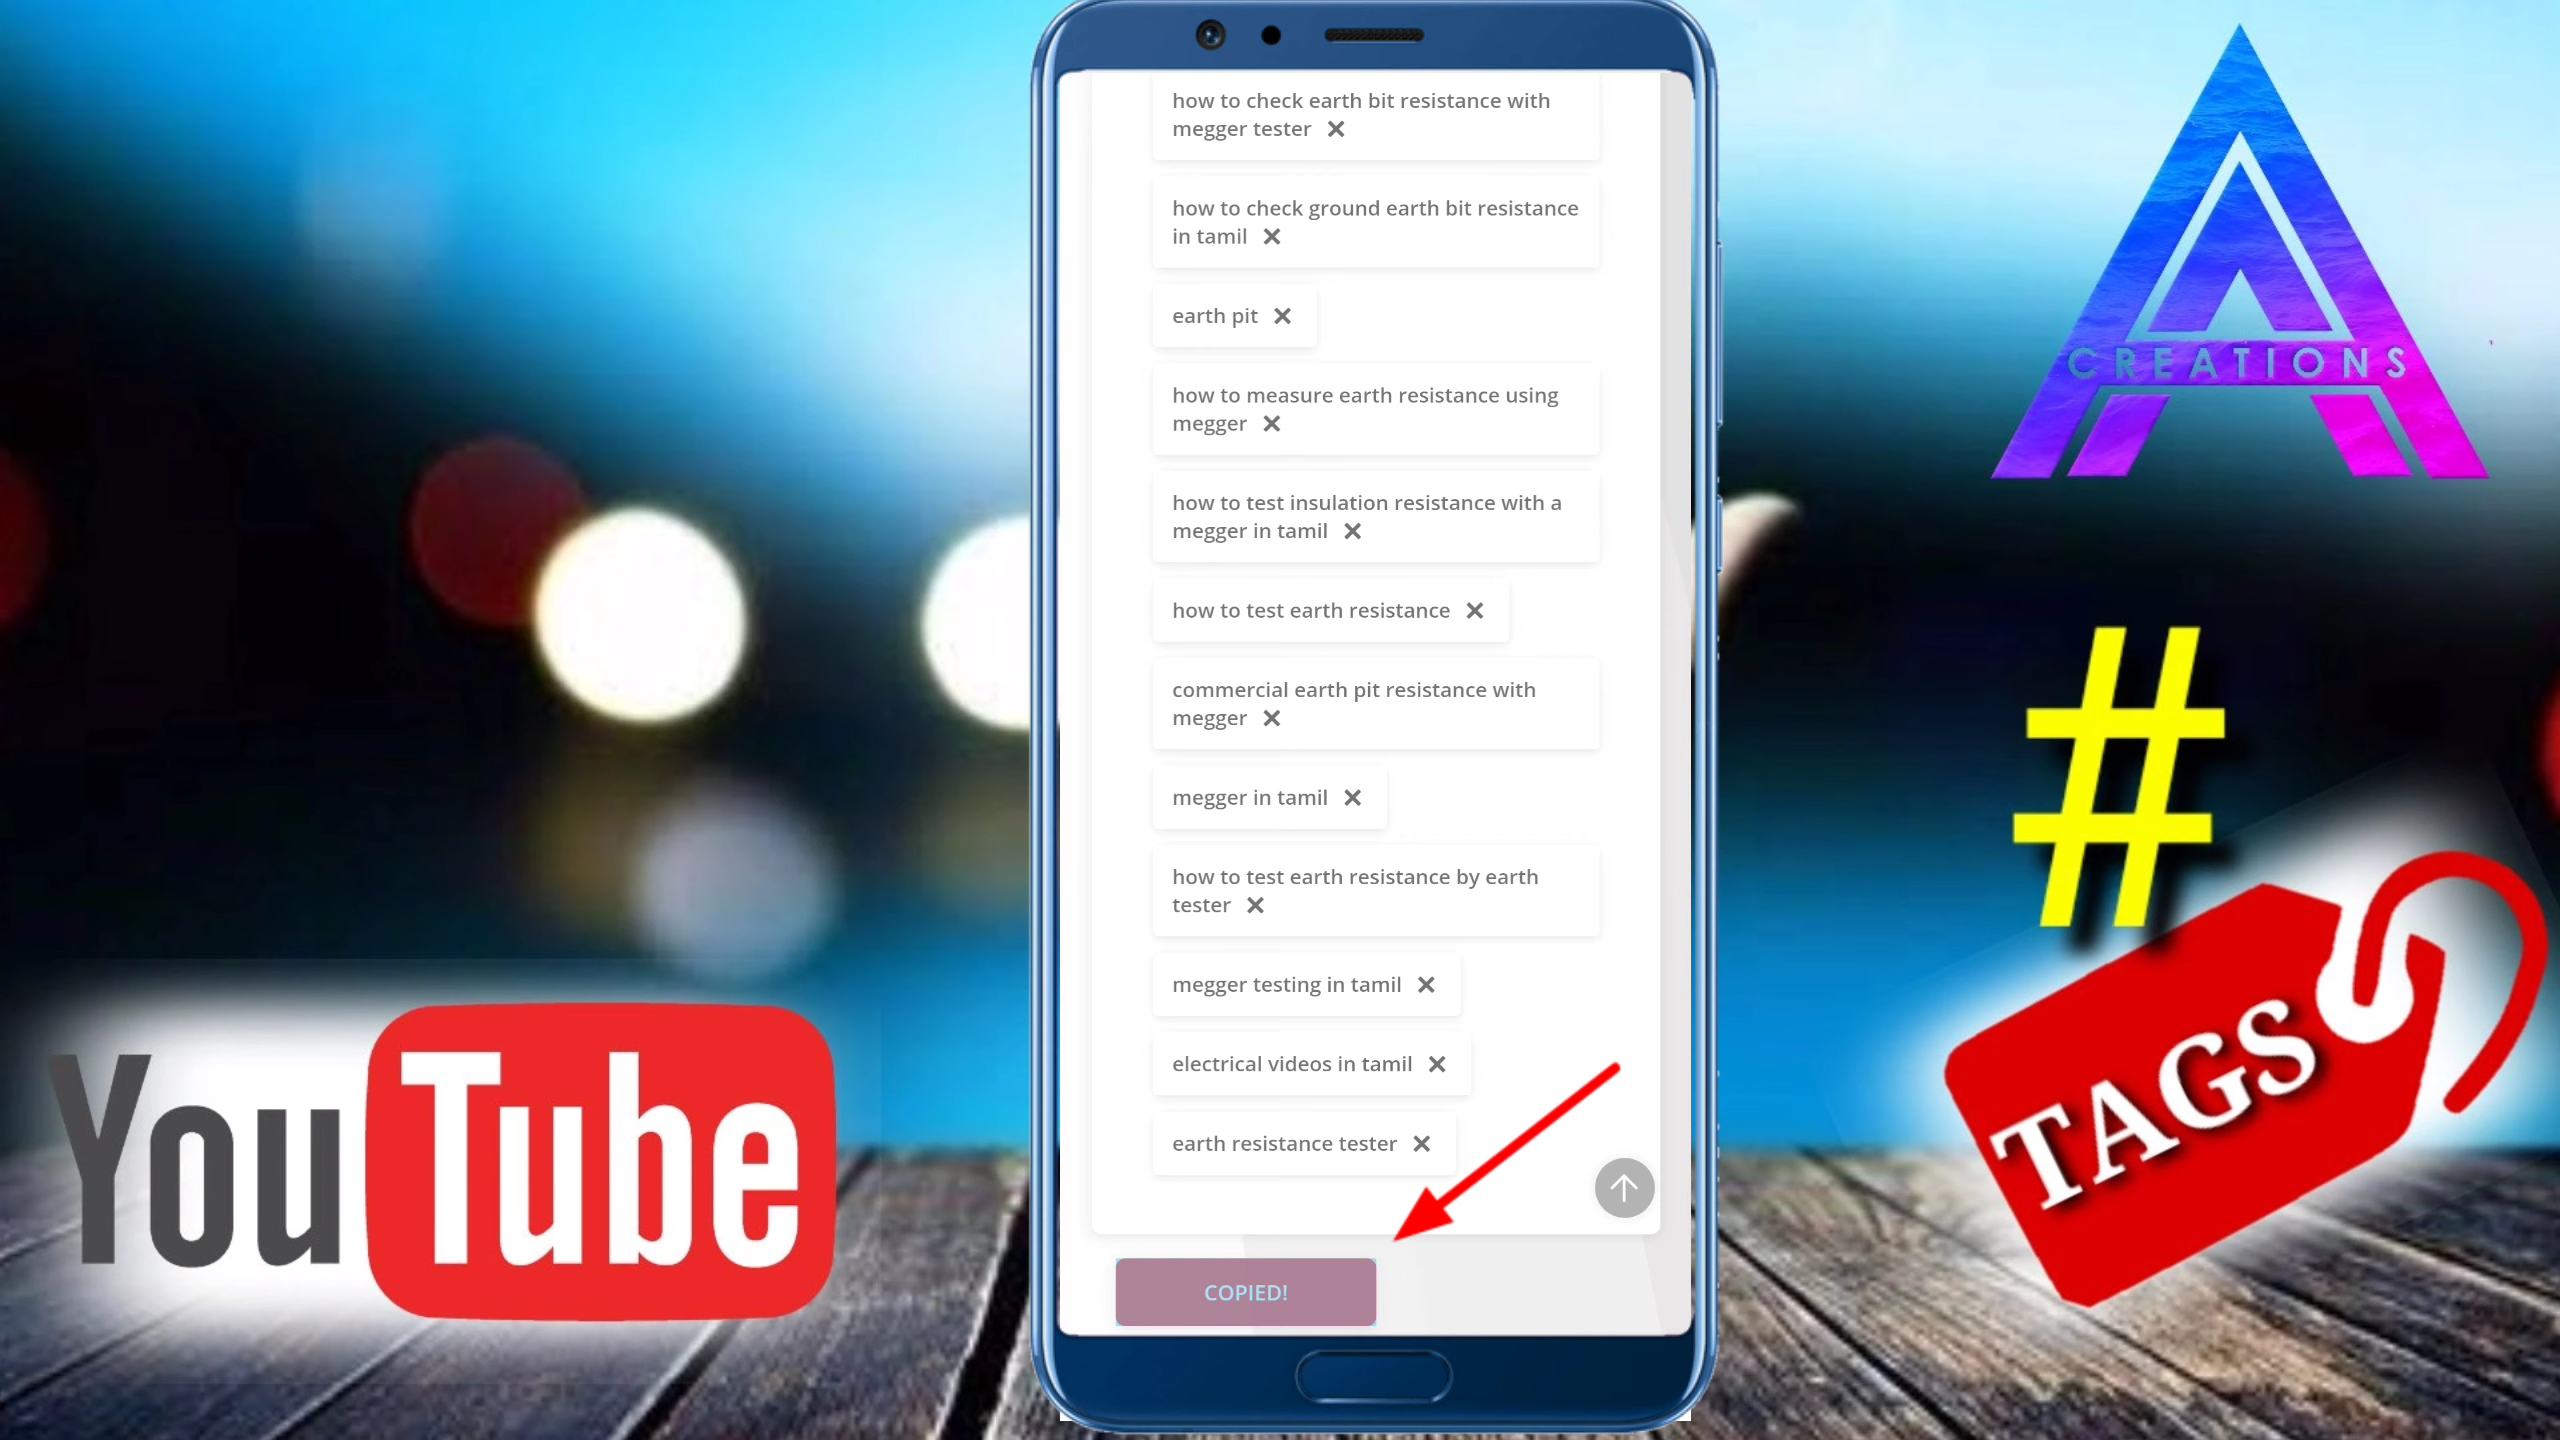 how to check earth bit resistance with
megger tester ✕
how to check ground earth bit resistance
in tamil ✕
earth pit ✕
how to measure earth resistance using
megger ✕
how to test insulation resistance with a
megger in tamil ✕
how to test earth resistance ✕
commercial earth pit resistance with
megger ✕
megger in tamil ✕
how to test earth resistance by earth
tester ✕
megger testing in tamil ✕
electrical videos in tamil ✕
earth resistance tester ✕
COPIED!
YouTube
CREATIONS
#
TAGS